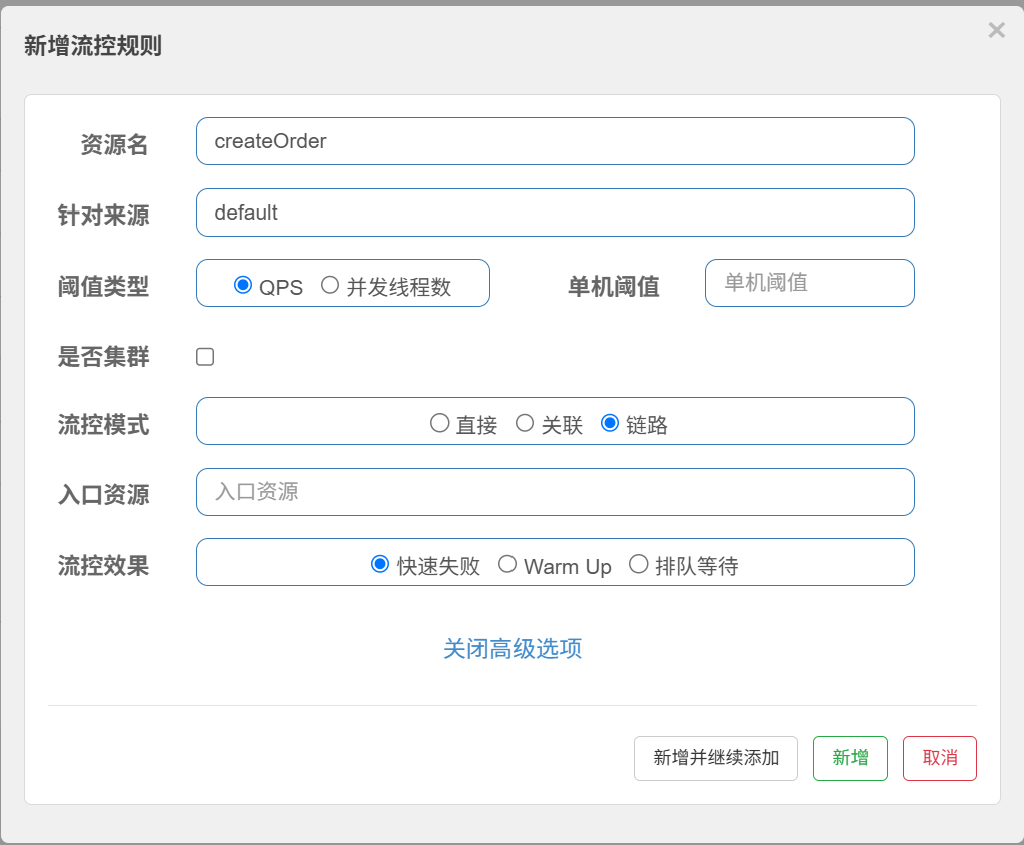 新增流控规则
×
资源名 createOrder
针对来源 default
阈值类型 QPS 并发线程数 单机阈值 单机阈值
是否集群
流控模式 直接 关联 链路
入口资源 入口资源
流控效果 快速失败 Warm Up 排队等待
关闭高级选项
新增并继续添加 新增 取消